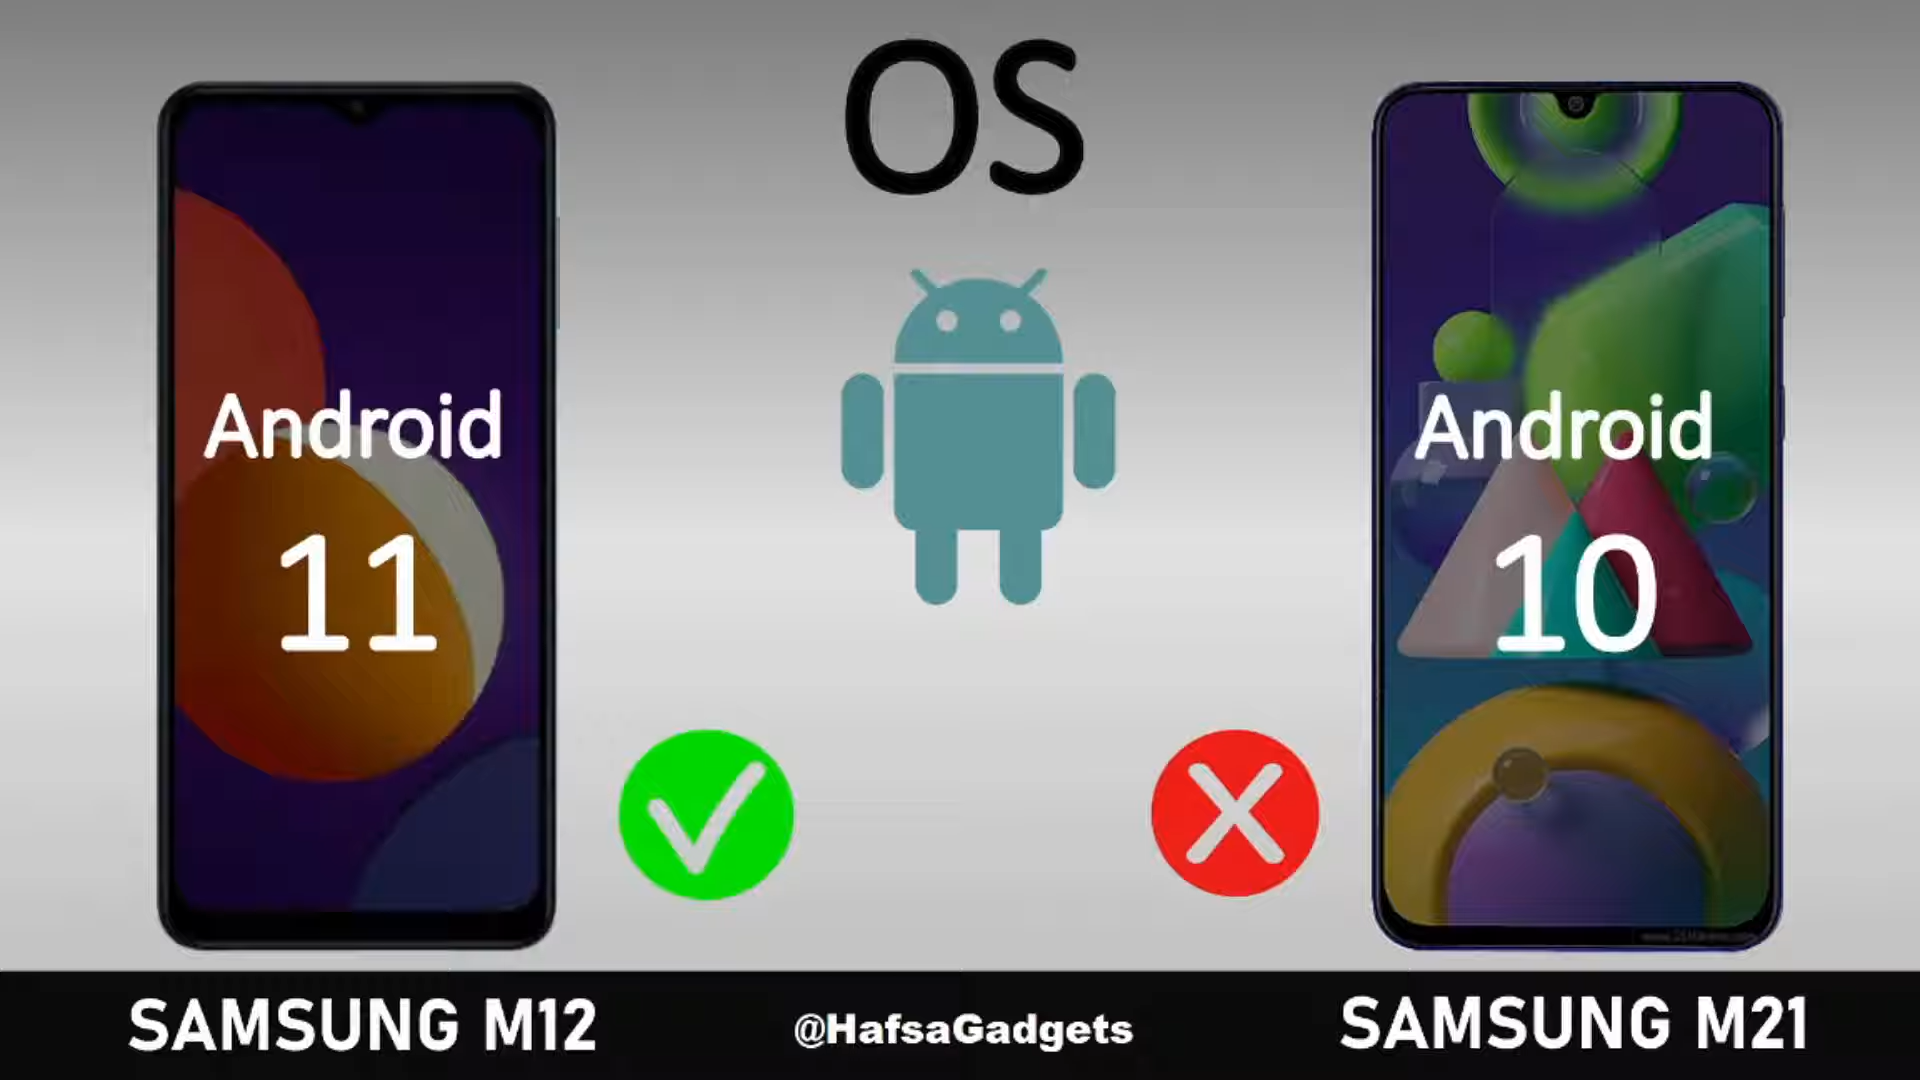 OS
Android
11
Android
10
SAMSUNG M12
@HafsaGadgets
SAMSUNG M21